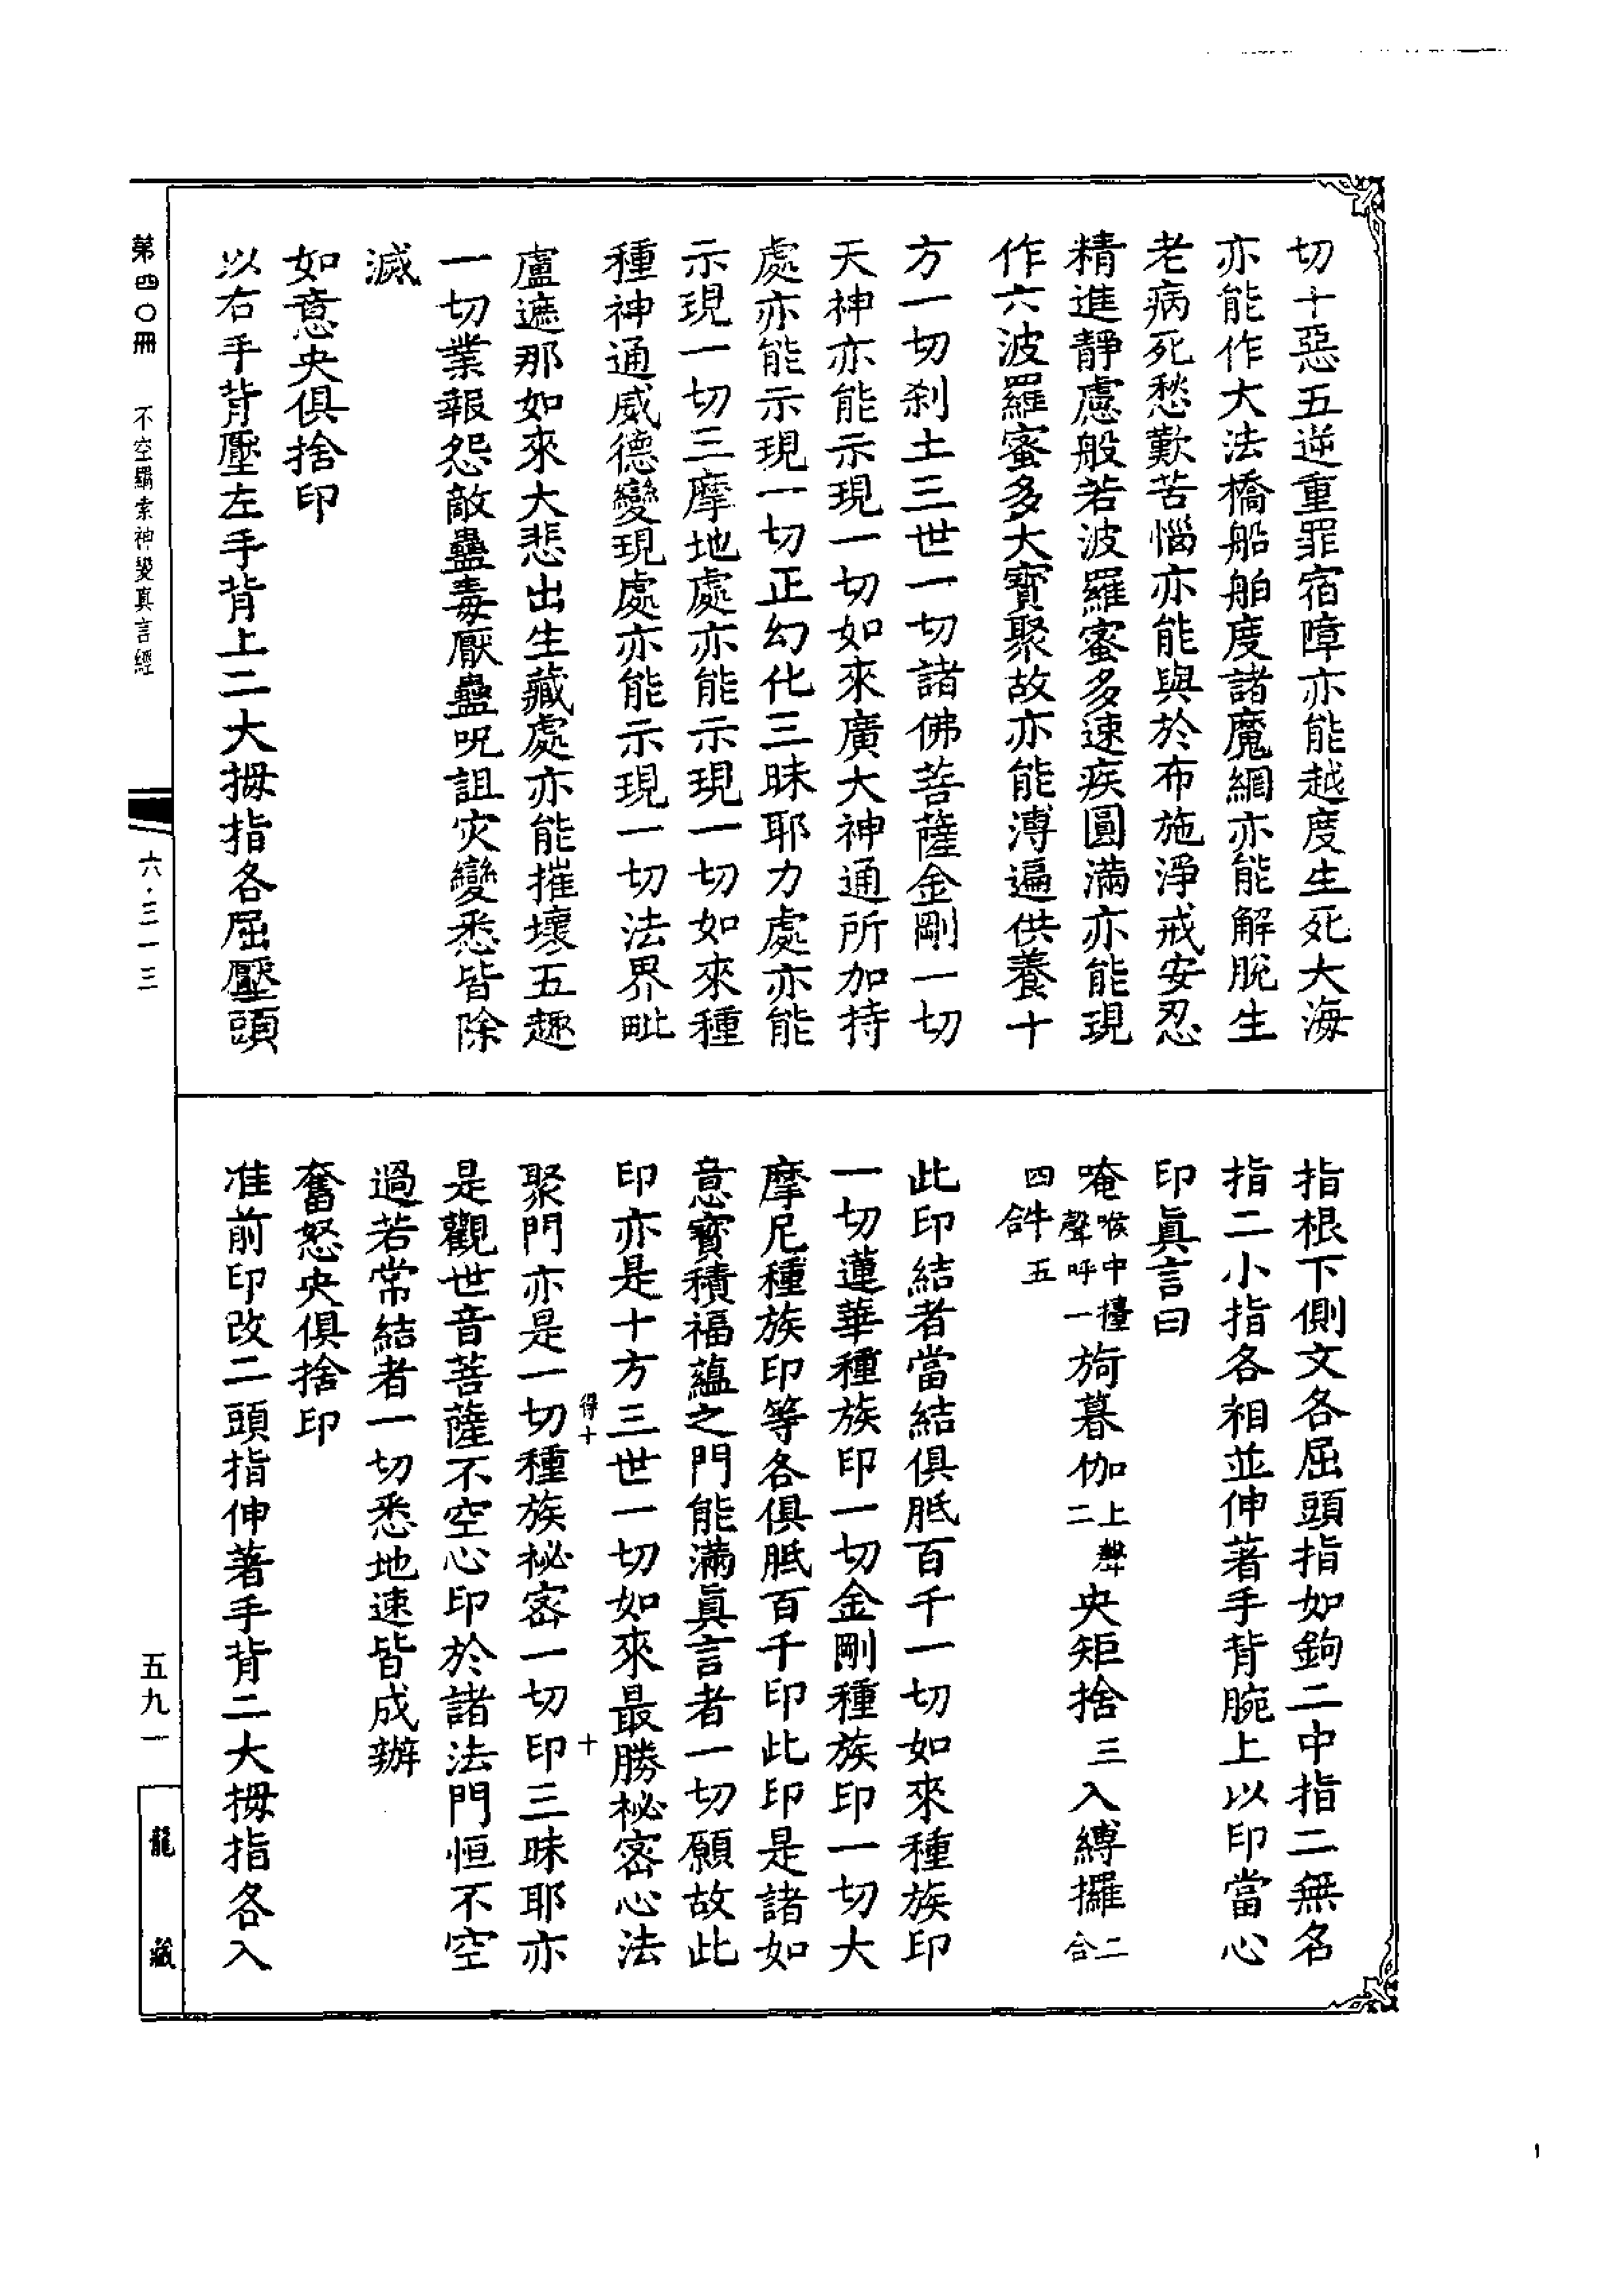 切十惡五逆重罪宿障亦能越度生死大海
亦能作大法橋船舶度諸魔網亦能解脫生
老病死愁歎苦惱亦能與於布施淨戒安忍
精進靜慮般若波羅蜜多速疾圓滿亦能現
作六波羅蜜多大寶聚故亦能溥遍供養十
方一切剎土三世一切諸佛菩薩金剛一切
天神亦能示現一切如來廣大神通所加持
處亦能示現一切正幻化三昧耶力處亦能
示現一切三摩地處亦能示現一切如來種
種神通威德變現處亦能示現一切法界毗
盧遮那如來大悲出生藏處亦能摧壞五趣
一切業報怨敵蠱毒厭蠱呪詛灾變悉皆除
滅
如意央俱捨印
以右手背壓左手背上二大拇指各屈壓頭
指根下側文各屈頭指如鉤二中指二無名
指二小指各相並伸著手背腕上以印當心
印眞言曰
唵喉中擡聲呼一旖暮伽上聲二央矩捨三入縛攞二合
四𤙖五
此印結者當結俱胝百千一切如來種族印
一切蓮華種族印一切金剛種族印一切大
摩尼種族印等各俱胝百千印此印是諸如
意寶積福蘊之門能滿眞言者一切願故此
印亦是十方三世一切如來最勝祕密心法
得十
十
聚門亦是一切種族祕密一切印三昧耶亦
是觀世音菩薩不空心印於諸法門恒不空
過若常結者一切悉地速皆成辦
奮怒央俱捨印
准前印改二頭指伸著手背二大拇指各入
第四〇冊 不空羂索神變真言經
六·三一三
五九一
龍藏